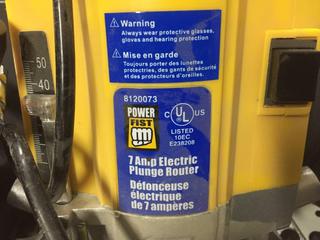 ⚠Warning
Always wear protective glasses,
gloves and hearing protection
⚠Mise en garde
Toujours porter des lunettes
protectries, des gants de sécurité
et des protecteurs d'oreilles.
50
40
8120073
POWER
FIST
C UL US
LISTED
10EC
E238208
7 Amp Electric
Plunge Router
Défonceuse
électrique
de 7 ampères